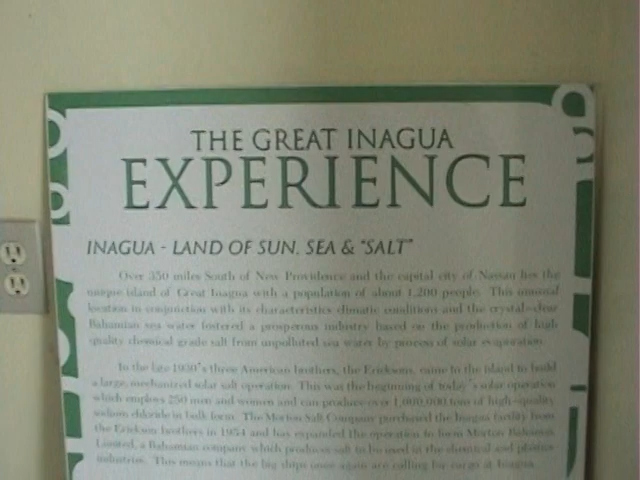 THE GREAT INAGUA
EXPERIENCE
INAGUA - LAND OF SUN, SEA & "SALT"
Over 350 miles South of New Providence and the capital city of Nassau lies the
unique island of Great Inagua with a population of about 1,200 people. This unusual
location in conjunction with its characteristics climatic conditions and the crystal-clear
Bahamian sea water fostered a prosperous industry based on the production of high
quality chemical grade salt from unpolluted sea water by process of solar evaporation.
In the late 1930's three American brothers, the Ericksons, came to the island to build
a large, mechanized solar salt operation. This was the beginning of today's solar operation
which employs 250 men and women and can produce over 1,000,000 tons of high-quality
sodium chloride in bulk form. The Morton Salt Company purchased the Inagua facility from
the Erickson brothers in 1954 and has expanded the operation to form Morton Bahamas
Limited, a Bahamian company which produces salt to be used in the chemical and
industries. This means that the big ships once again are calling for cargo at Inagua.